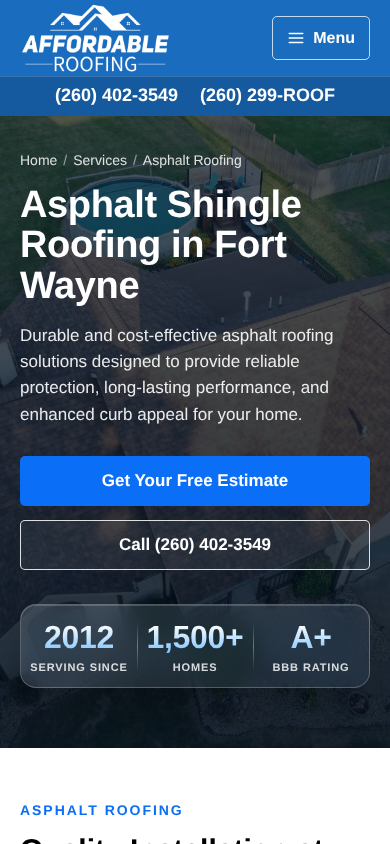 AFFORDABLE
ROOFING
Menu
(260) 402-3549 (260) 299-ROOF
Home / Services / Asphalt Roofing
Asphalt Shingle
Roofing in Fort
Wayne
Durable and cost-effective asphalt roofing
solutions designed to provide reliable
protection, long-lasting performance, and
enhanced curb appeal for your home.
Get Your Free Estimate
Call (260) 402-3549
2012 1,500+ A+
SERVING SINCE HOMES BBB RATING
ASPHALT ROOFING
Quality Installation at